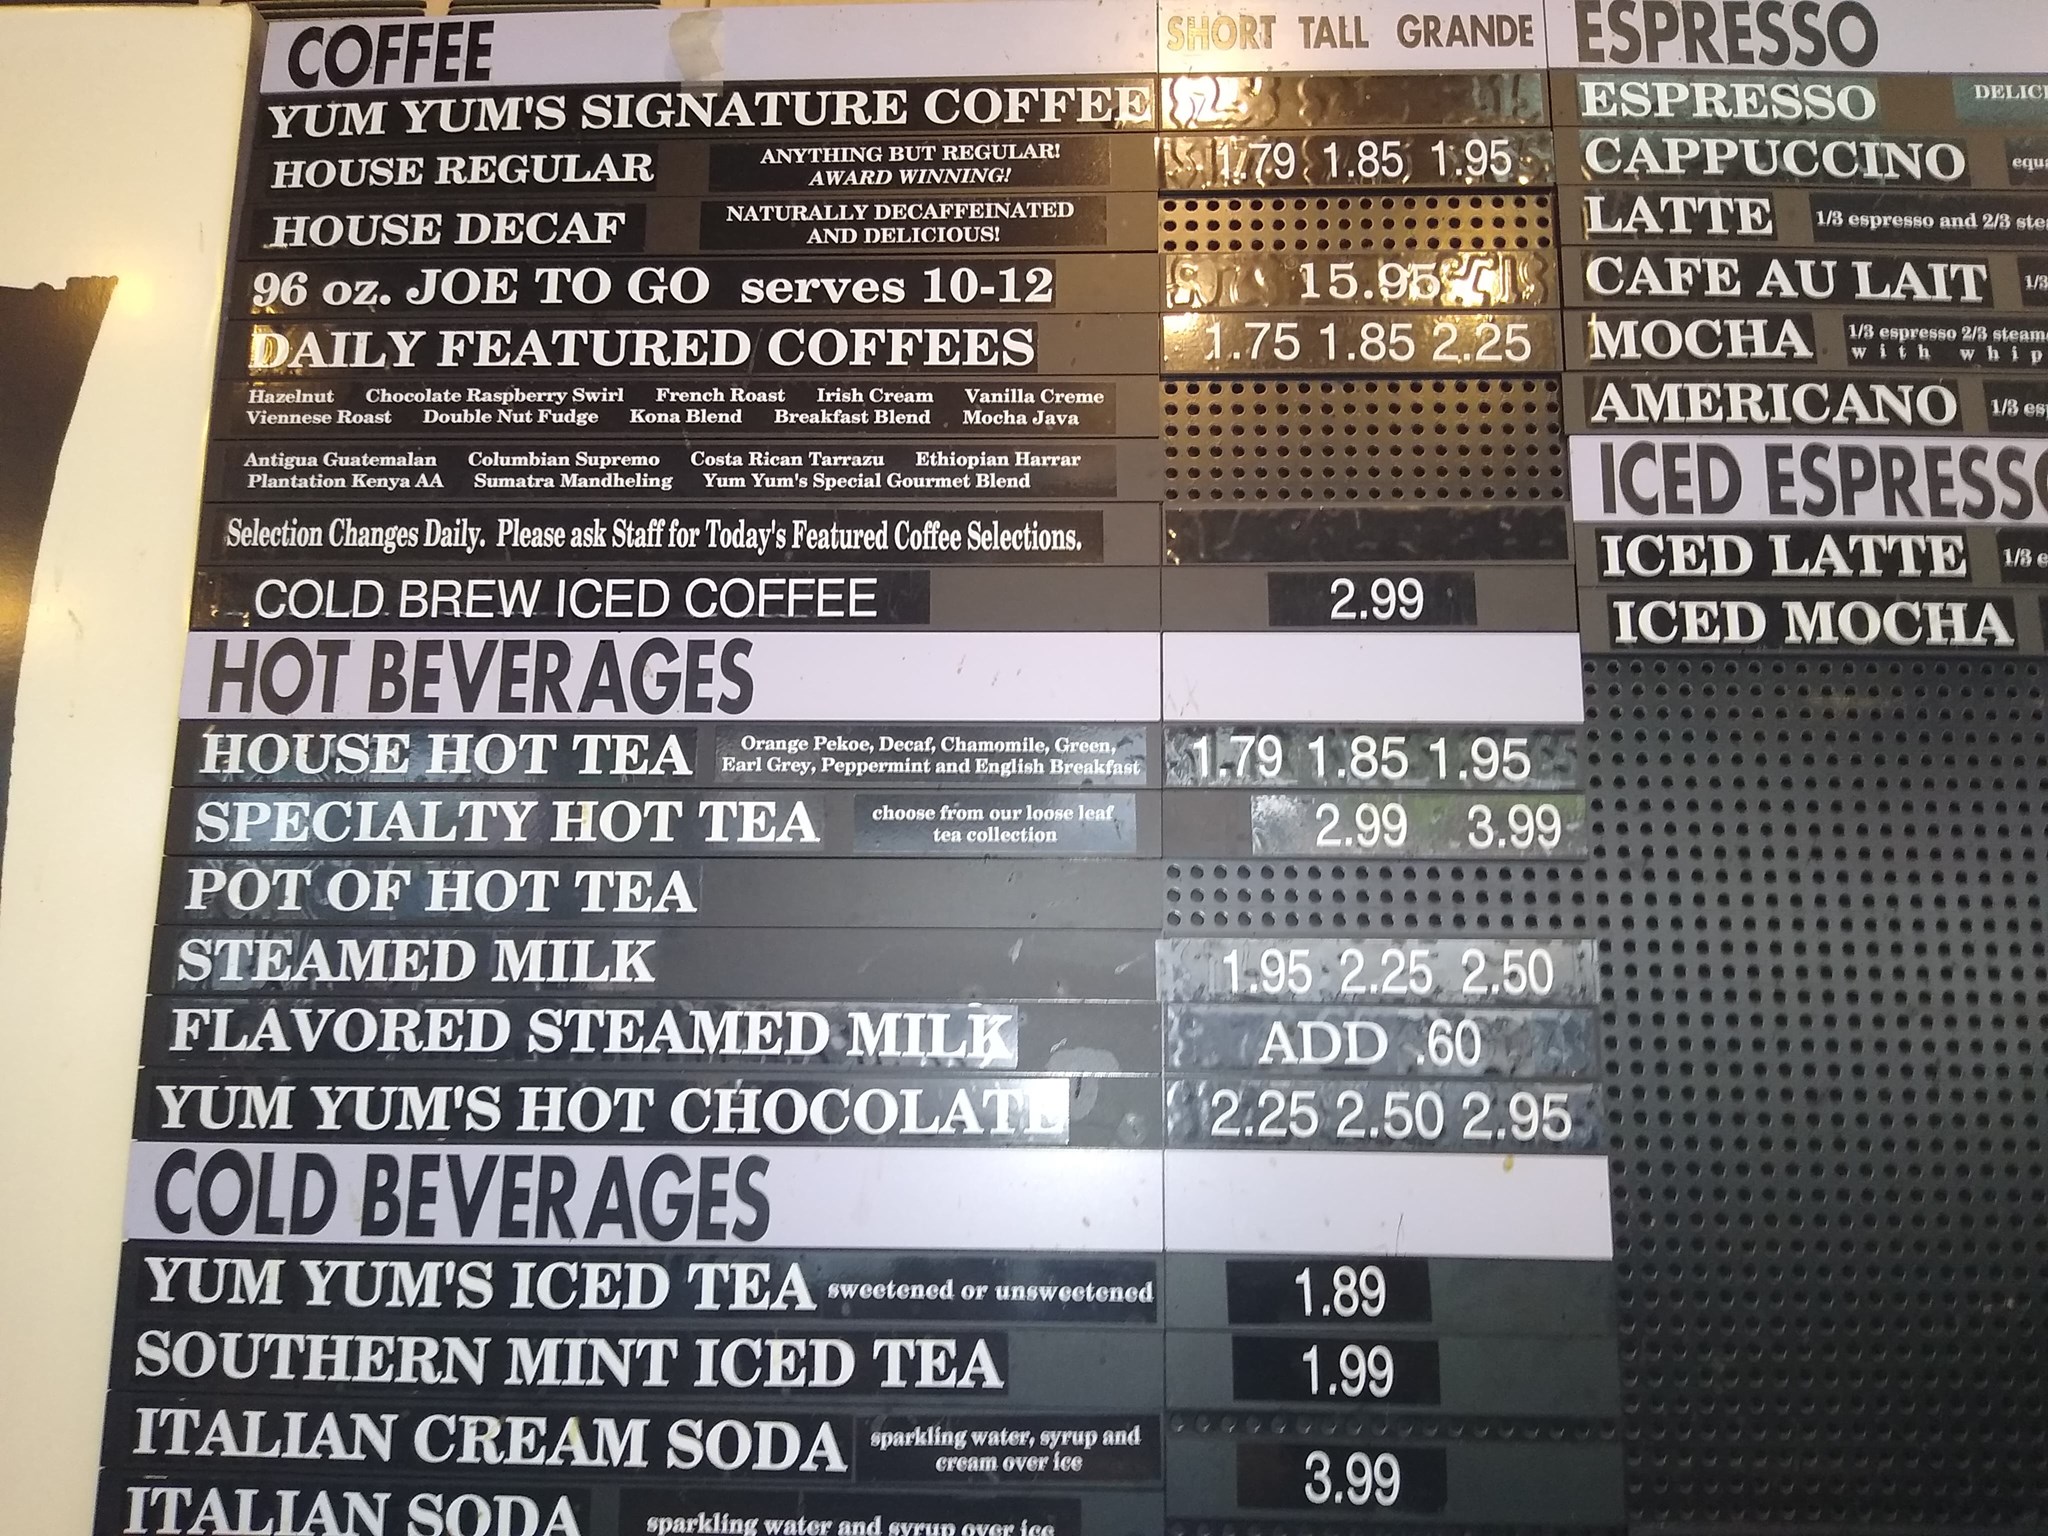 COFFEE SHORT TALL GRANDE
YUM YUM'S SIGNATURE COFFEE
HOUSE REGULAR ANYTHING BUT REGULAR! AWARD WINNING! 1.79 1.85 1.95
HOUSE DECAF NATURALLY DECAFFEINATED AND DELICIOUS!
96 oz. JOE TO GO serves 10-12 15.95
DAILY FEATURED COFFEES 1.75 1.85 2.25
Hazelnut Chocolate Raspberry Swirl French Roast Irish Cream Vanilla Creme
Viennese Roast Double Nut Fudge Kona Blend Breakfast Blend Mocha Java
Antigua Guatemalan Columbian Supremo Costa Rican Tarrazu Ethiopian Harrar
Plantation Kenya AA Sumatra Mandheling Yum Yum's Special Gourmet Blend
Selection Changes Daily. Please ask Staff for Today's Featured Coffee Selections.
COLD BREW ICED COFFEE 2.99
HOT BEVERAGES
HOUSE HOT TEA Orange Pekoe, Decaf, Chamomile, Green, Earl Grey, Peppermint and English Breakfast 1.79 1.85 1.95
SPECIALTY HOT TEA choose from our loose leaf tea collection 2.99 3.99
POT OF HOT TEA
STEAMED MILK 1.95 2.25 2.50
FLAVORED STEAMED MILK ADD .60
YUM YUM'S HOT CHOCOLATE 2.25 2.50 2.95
COLD BEVERAGES
YUM YUM'S ICED TEA sweetened or unsweetened 1.89
SOUTHERN MINT ICED TEA 1.99
ITALIAN CREAM SODA sparkling water, syrup and cream over ice 3.99
ITALIAN SODA sparkling water and syrup over ice
ESPRESSO
ESPRESSO
CAPPUCCINO
LATTE 1/3 espresso and 2/3
CAFE AU LAIT 1/3
MOCHA 1/3 espresso 2/3
with whip
AMERICANO 1/3
ICED ESPRESSO
ICED LATTE 1/3
ICED MOCHA